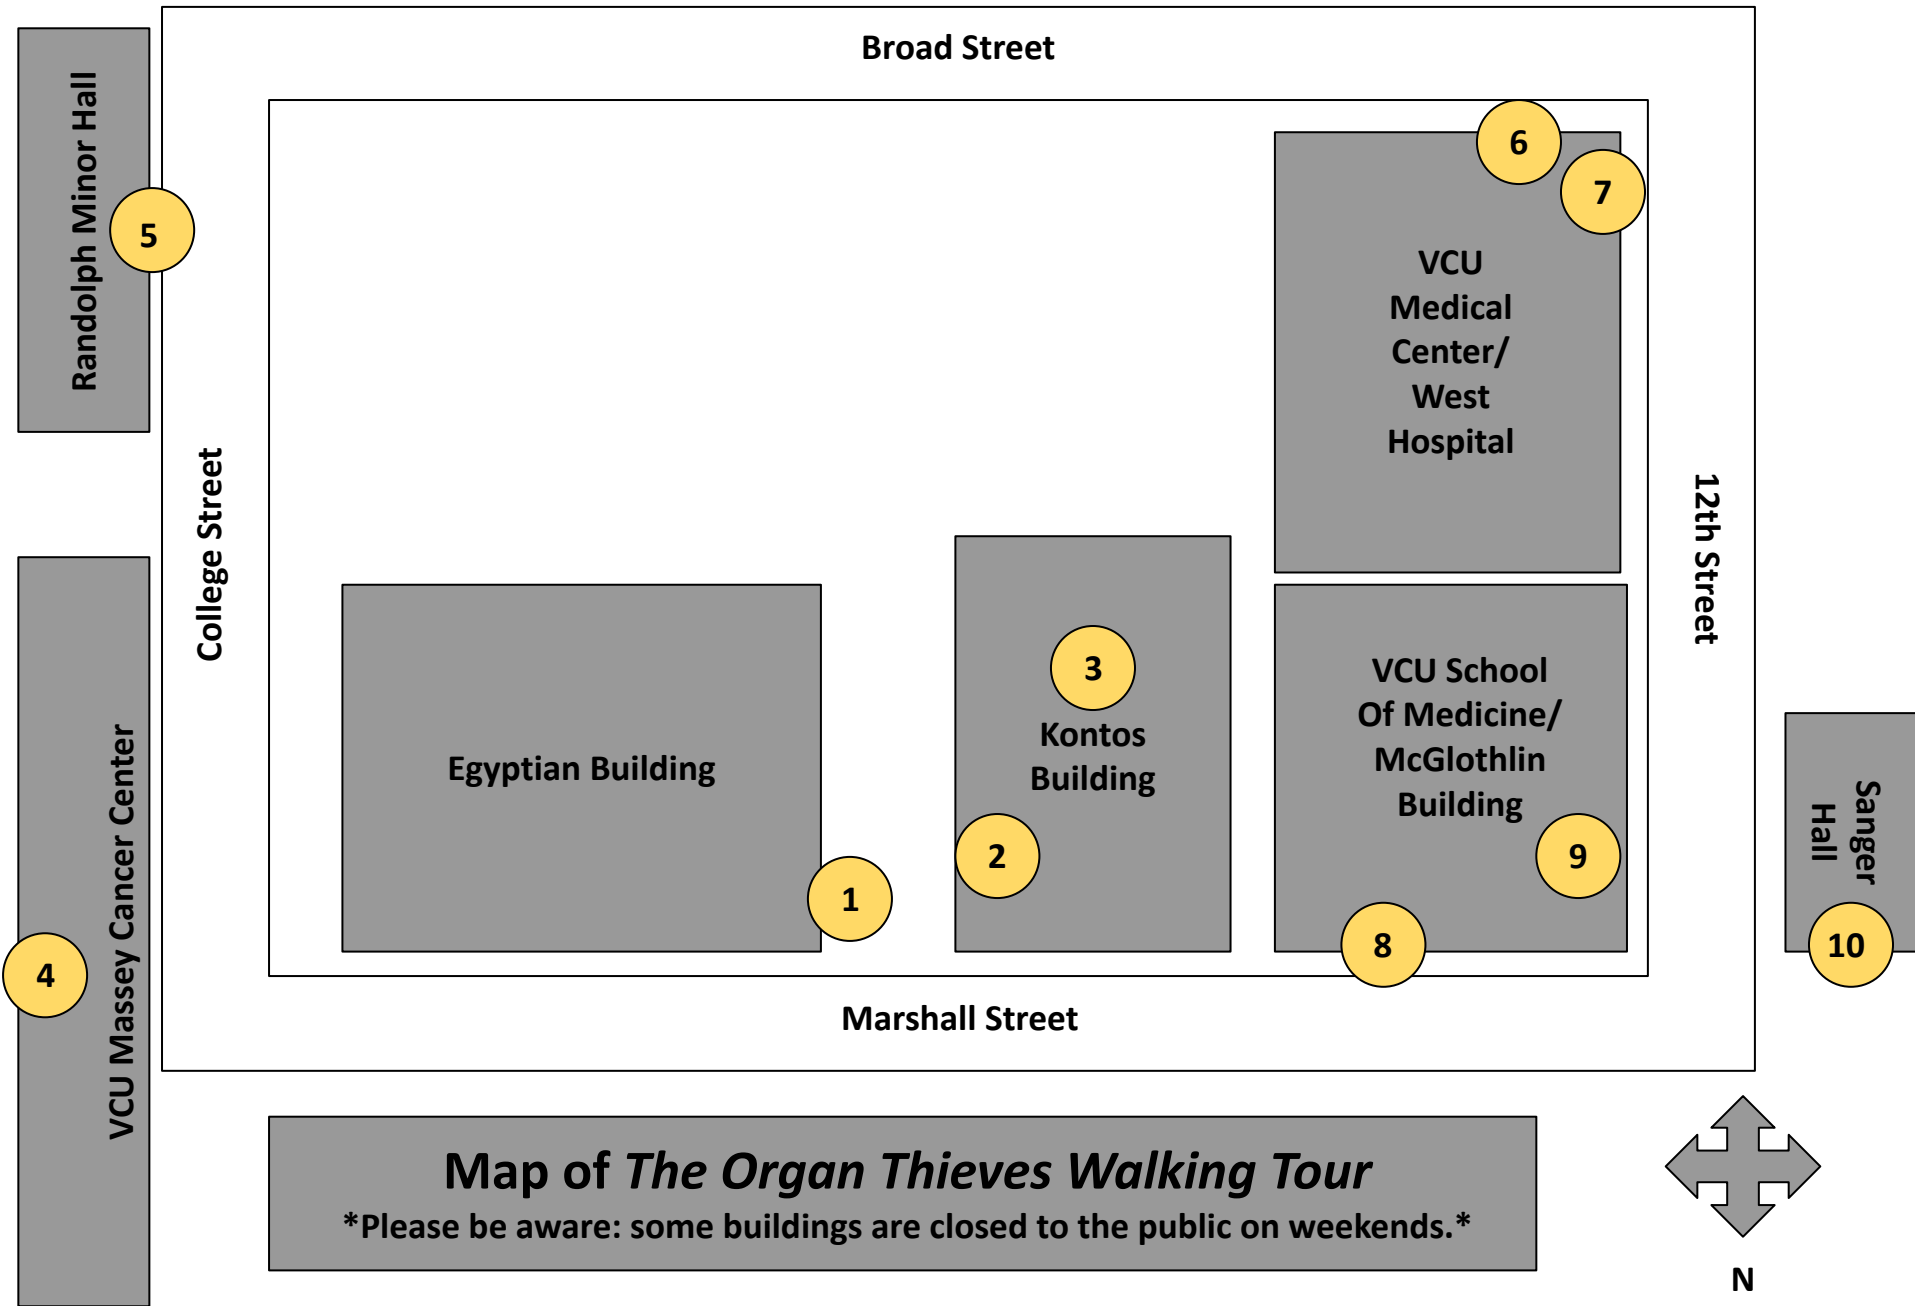 Broad Street
Randolph Minor Hall
5
6
7
VCU
Medical
Center/
West
Hospital
College Street
12th Street
Egyptian Building
3
Kontos
Building
VCU School
Of Medicine/
McGlothlin
Building
Sanger
Hall
VCU Massey Cancer Center
1
2
9
8
10
4
Marshall Street
Map of The Organ Thieves Walking Tour
*Please be aware: some buildings are closed to the public on weekends.*
N